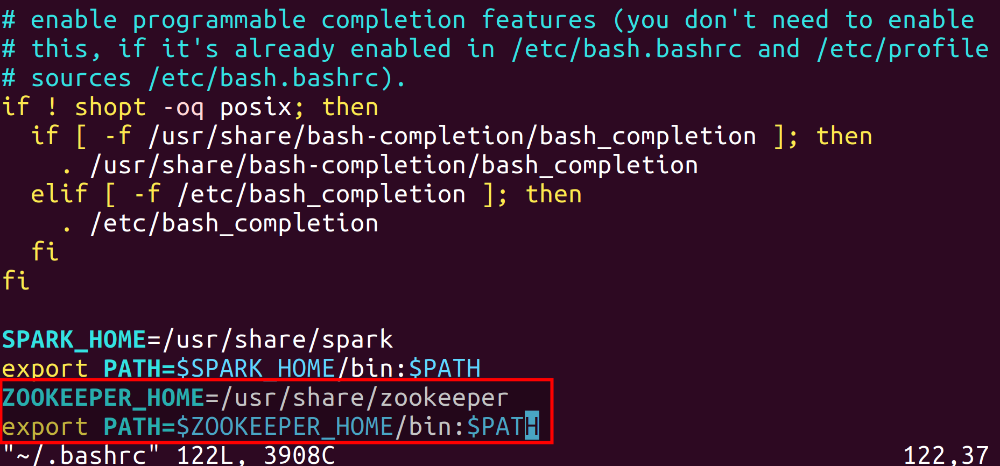 # enable programmable completion features (you don't need to enable
# this, if it's already enabled in /etc/bash.bashrc and /etc/profile
# sources /etc/bash.bashrc).
if ! shopt -oq posix; then
  if [ -f /usr/share/bash-completion/bash_completion ]; then
    . /usr/share/bash-completion/bash_completion
  elif [ -f /etc/bash_completion ]; then
    . /etc/bash_completion
  fi
fi

SPARK_HOME=/usr/share/spark
export PATH=$SPARK_HOME/bin:$PATH
ZOOKEEPER_HOME=/usr/share/zookeeper
export PATH=$ZOOKEEPER_HOME/bin:$PATH
"~/.bashrc" 122L, 3908C 122,37